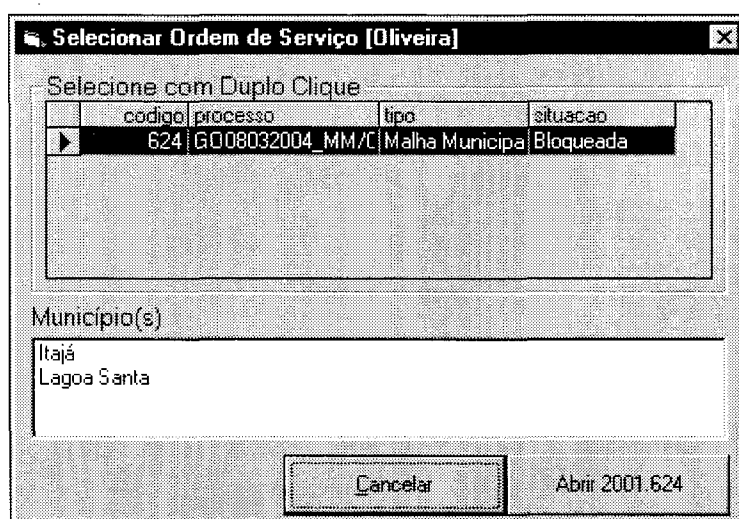 Selecionar Ordem de Serviço [Oliveira]
Selecione com Duplo Clique
codigo processo tipo situacao
624 GO08032004_MM/C Malha Municipa Bloqueada
Município(s)
Itajá
Lagoa Santa
Cancelar Abrir 2001.624